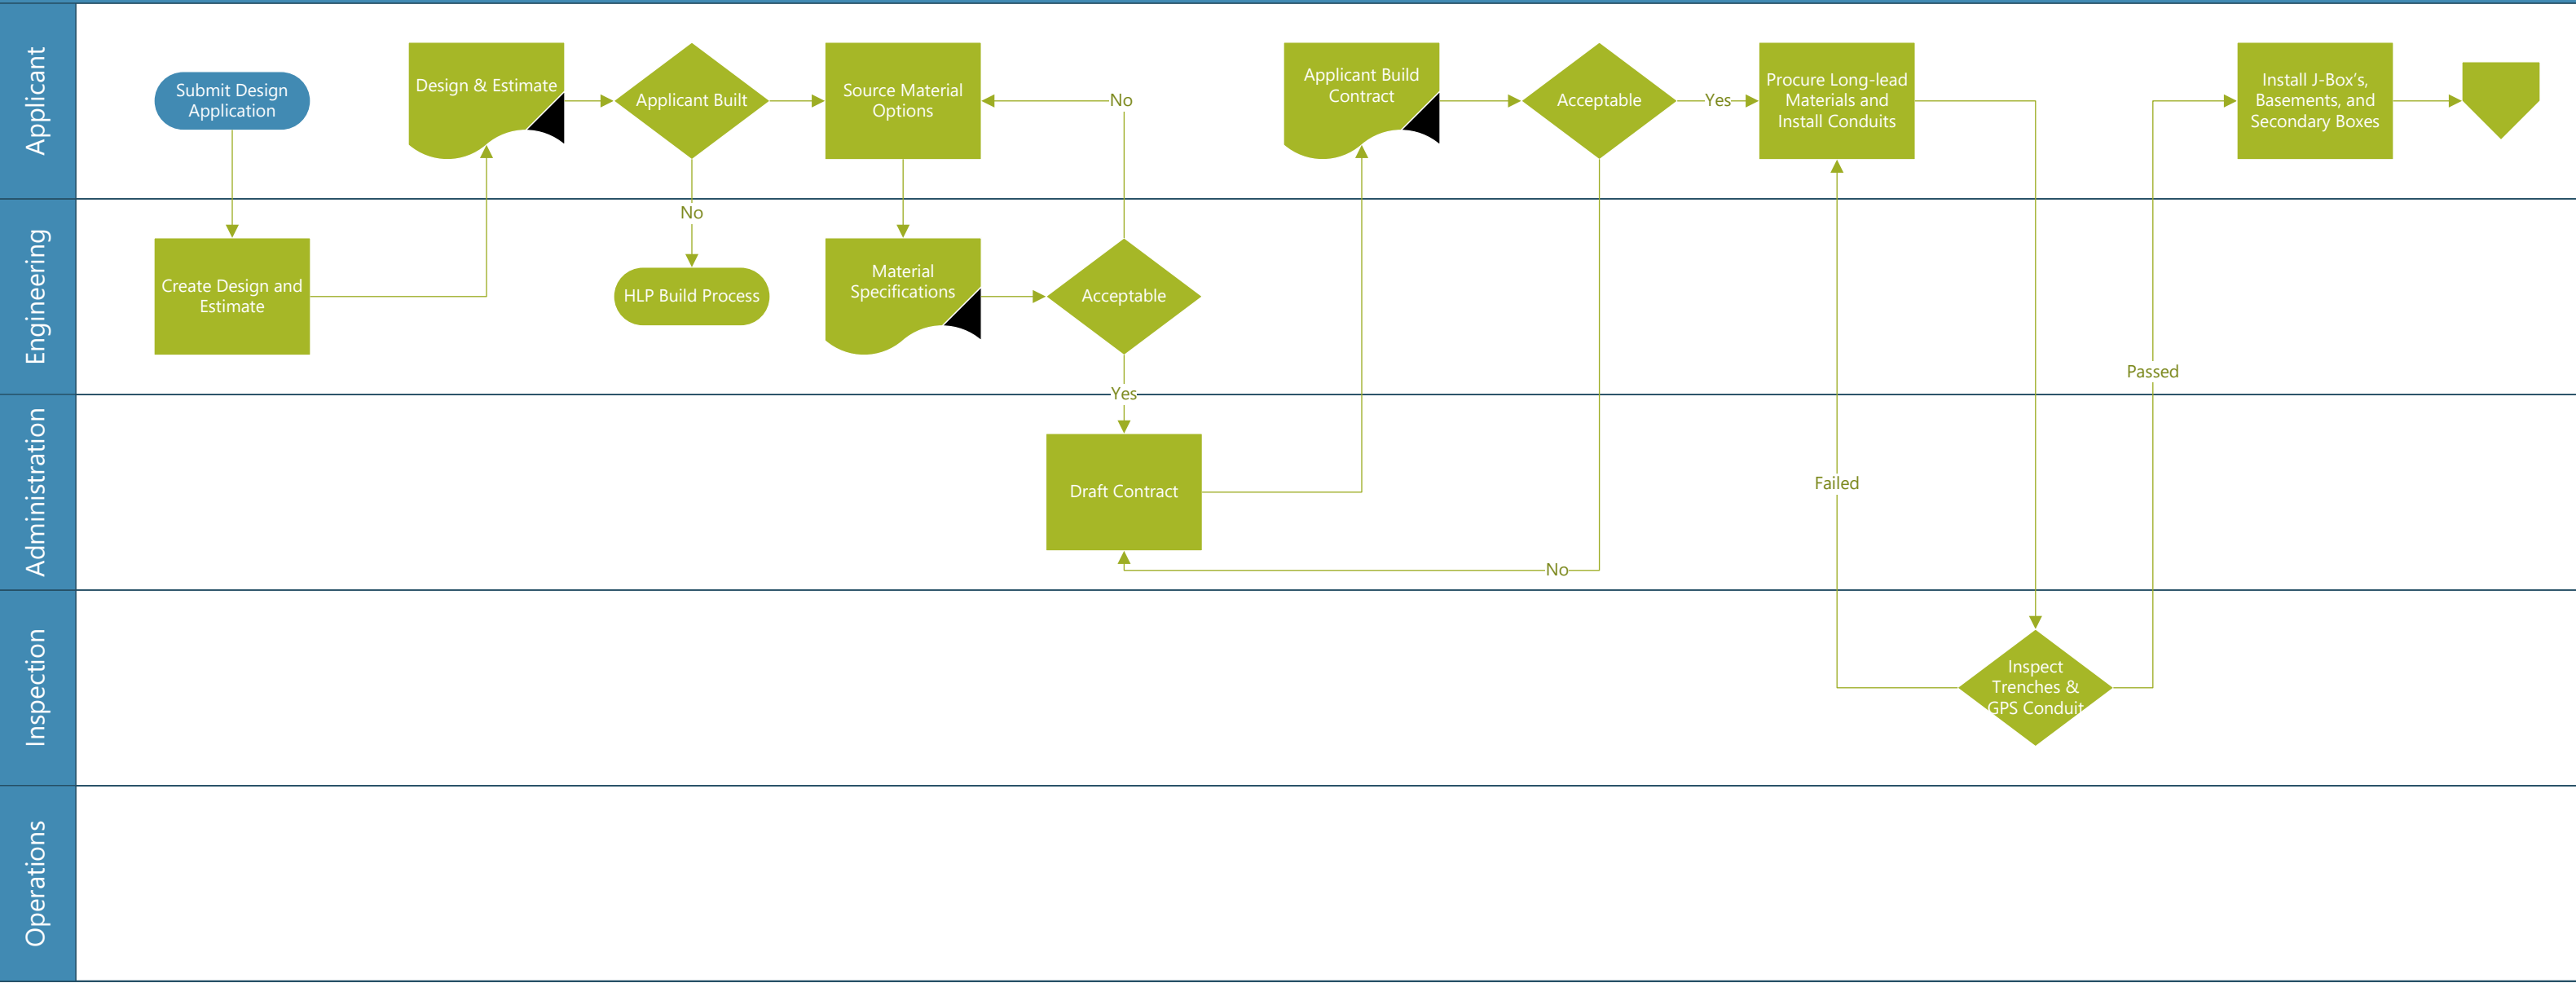 Applicant
Submit Design
Application
Design & Estimate
Applicant Built
Source Material
Options
No
Applicant Build
Contract
Acceptable
Yes
Procure Long-lead
Materials and
Install Conduits
Install J-Box’s,
Basements, and
Secondary Boxes
Engineering
Create Design and
Estimate
No
HLP Build Process
Material
Specifications
Acceptable
Passed
Yes
Administration
Draft Contract
Failed
No
Inspection
Inspect
Trenches &
GPS Conduit
Operations